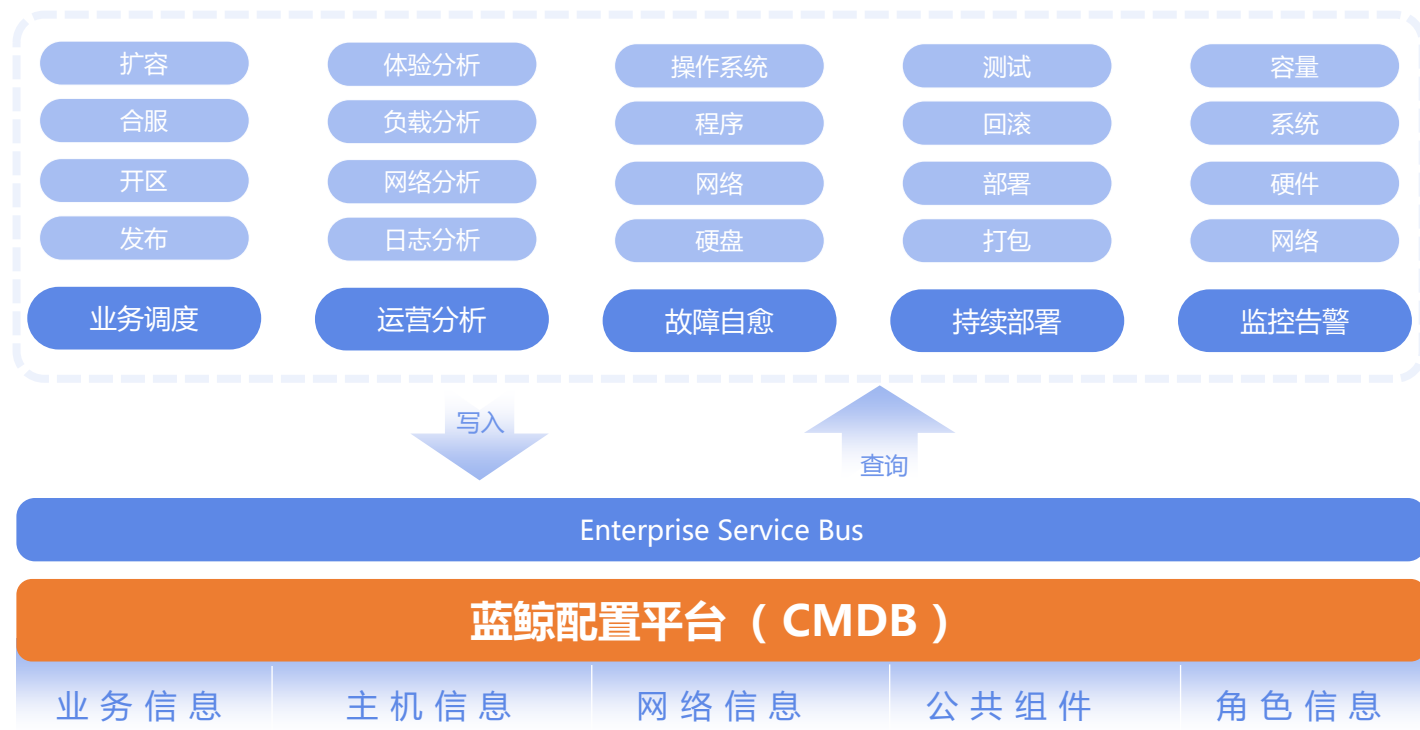 扩容 体验分析 操作系统 测试 容量
合服 负载分析 程序 回滚 系统
开区 网络分析 网络 部署 硬件
发布 日志分析 硬盘 打包 网络
业务调度 运营分析 故障自愈 持续部署 监控告警
写入
查询
Enterprise Service Bus
蓝鲸配置平台（CMDB）
业务信息 主机信息 网络信息 公共组件 角色信息